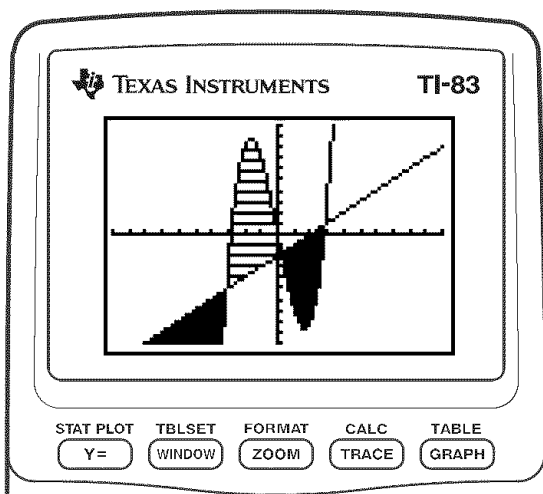 TEXAS INSTRUMENTS TI-83
STAT PLOT TBLSET FORMAT CALC TABLE
Y= WINDOW ZOOM TRACE GRAPH